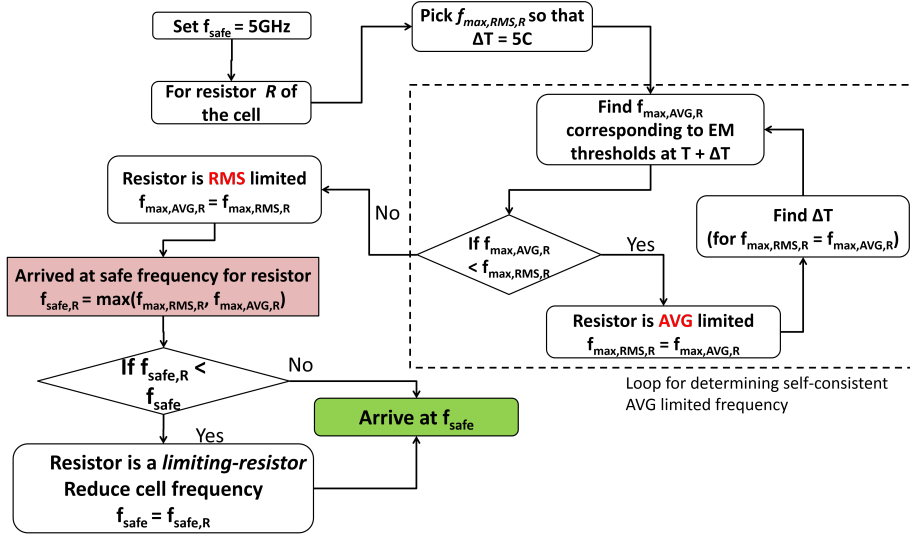 Set f_safe = 5GHz
For resistor R of
the cell
Pick f_max,RMS,R so that
ΔT = 5C
Find f_max,AVG,R
corresponding to EM
thresholds at T + ΔT
If f_max,AVG,R
< f_max,RMS,R
No
Yes
Resistor is AVG limited
f_max,RMS,R = f_max,AVG,R
Find ΔT
(for f_max,RMS,R = f_max,AVG,R)
Loop for determining self-consistent
AVG limited frequency
Resistor is RMS limited
f_max,AVG,R = f_max,RMS,R
Arrived at safe frequency for resistor
f_safe,R = max(f_max,RMS,R, f_max,AVG,R)
If f_safe,R <
f_safe
No
Yes
Resistor is a limiting-resistor
Reduce cell frequency
f_safe = f_safe,R
Arrive at f_safe